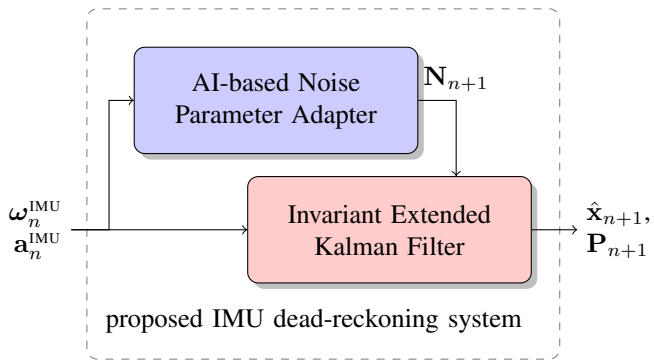 AI-based Noise
Parameter Adapter
N_{n+1}
ω_n^{IMU}
a_n^{IMU}
Invariant Extended
Kalman Filter
x̂_{n+1},
P_{n+1}
proposed IMU dead-reckoning system